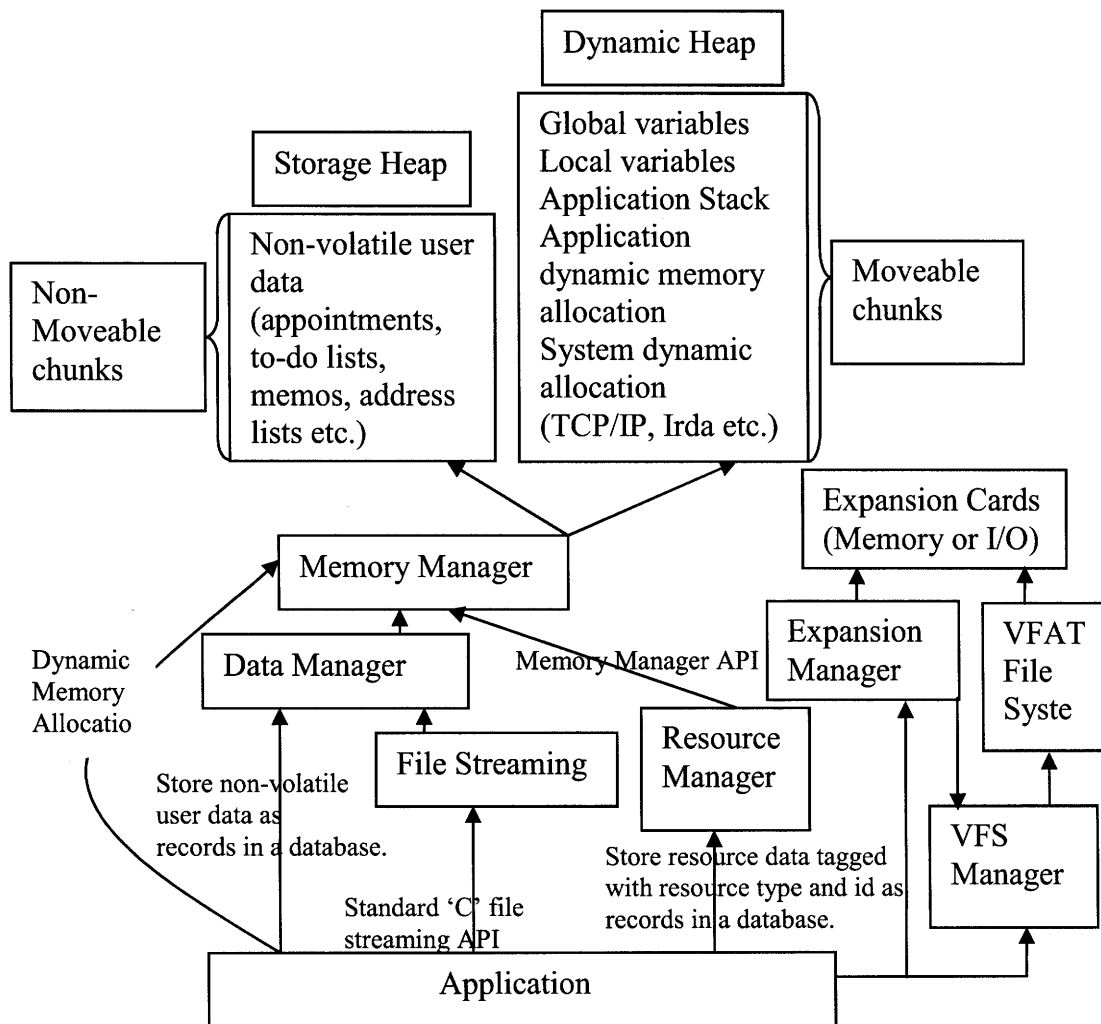 Dynamic Heap
Global variables
Local variables
Application Stack
Application
dynamic memory
allocation
System dynamic
allocation
(TCP/IP, Irda etc.)
Storage Heap
Non-volatile user
data
(appointments,
to-do lists,
memos, address
lists etc.)
Non-
Moveable
chunks
Moveable
chunks
Expansion Cards
(Memory or I/O)
Memory Manager
Expansion
Manager
VFAT
File
Syste
Dynamic
Memory
Allocatio
Data Manager
Memory Manager API
Resource
Manager
File Streaming
Store non-volatile
user data as
records in a database.
VFS
Manager
Store resource data tagged
with resource type and id as
records in a database.
Standard ‘C’ file
streaming API
Application